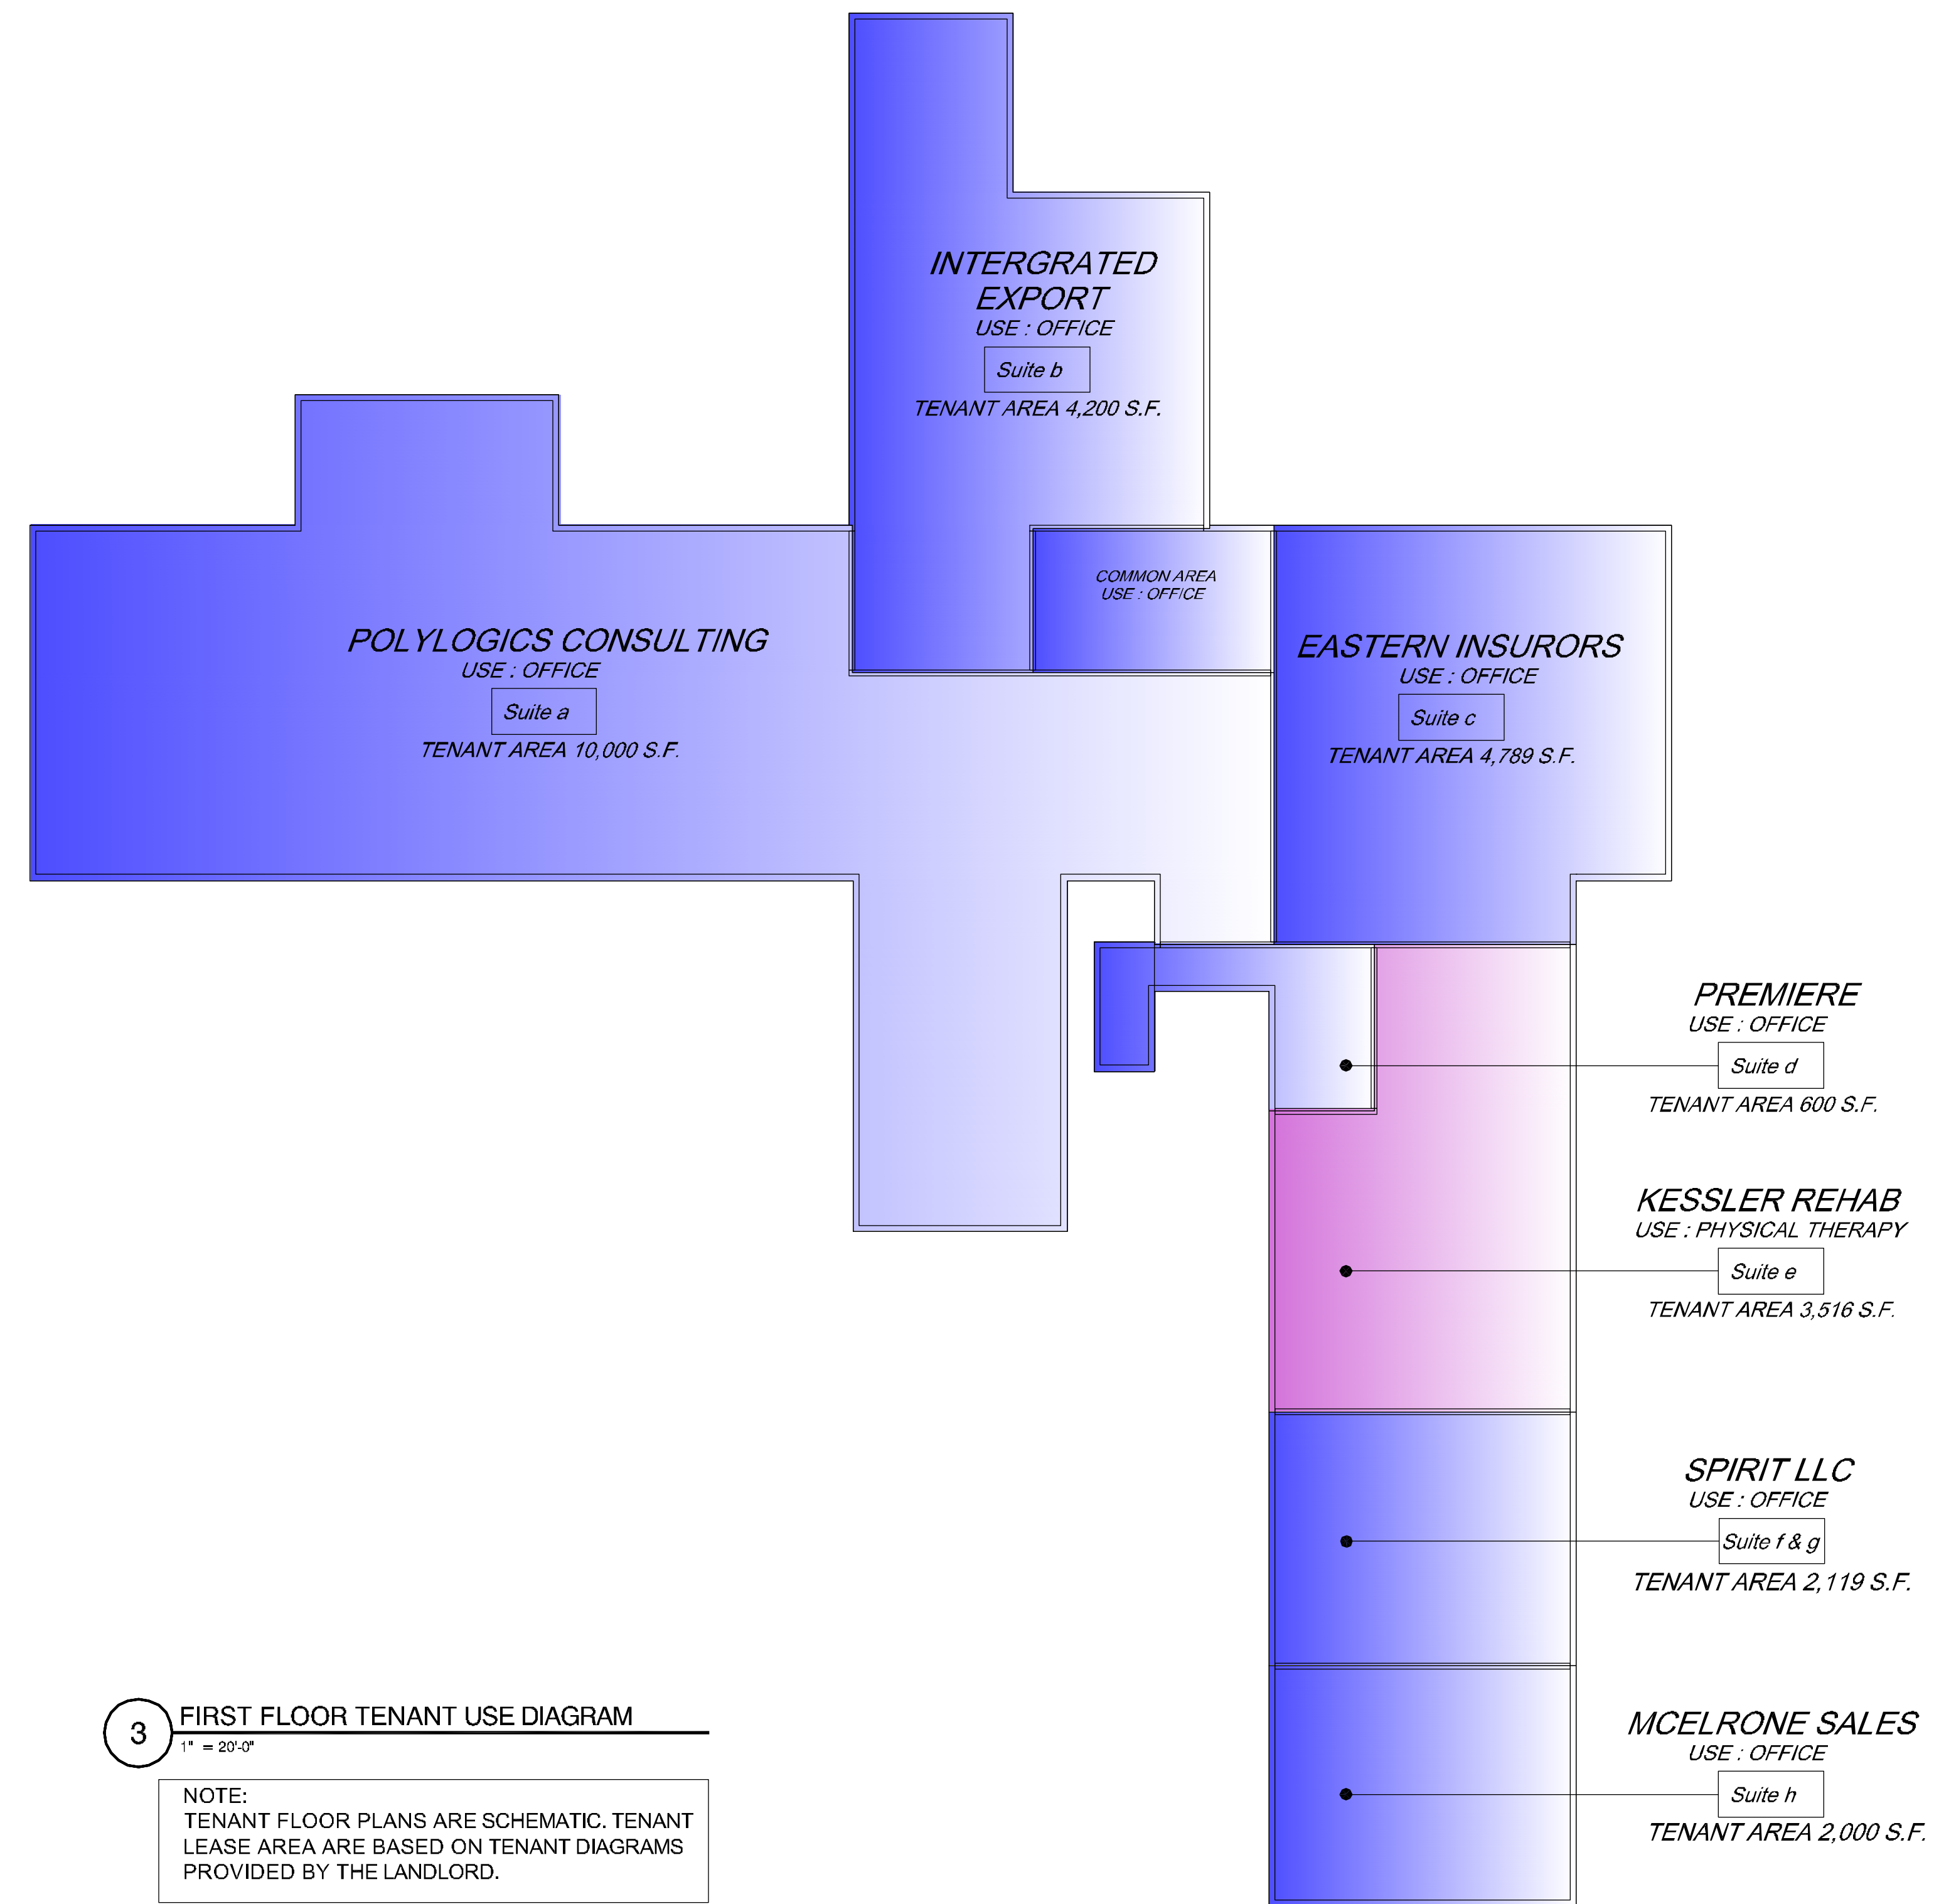 INTERGRATED
EXPORT
USE : OFFICE
Suite b
TENANT AREA 4,200 S.F.
COMMON AREA
USE : OFFICE
POLYLOGICS CONSULTING
USE : OFFICE
Suite a
TENANT AREA 10,000 S.F.
EASTERN INSURORS
USE : OFFICE
Suite c
TENANT AREA 4,789 S.F.
PREMIERE
USE : OFFICE
Suite d
TENANT AREA 600 S.F.
KESSLER REHAB
USE : PHYSICAL THERAPY
Suite e
TENANT AREA 3,516 S.F.
SPIRIT LLC
USE : OFFICE
Suite f & g
TENANT AREA 2,119 S.F.
MCELRONE SALES
USE : OFFICE
Suite h
TENANT AREA 2,000 S.F.
3
FIRST FLOOR TENANT USE DIAGRAM
1" = 20'-0"
NOTE:
TENANT FLOOR PLANS ARE SCHEMATIC. TENANT
LEASE AREA ARE BASED ON TENANT DIAGRAMS
PROVIDED BY THE LANDLORD.